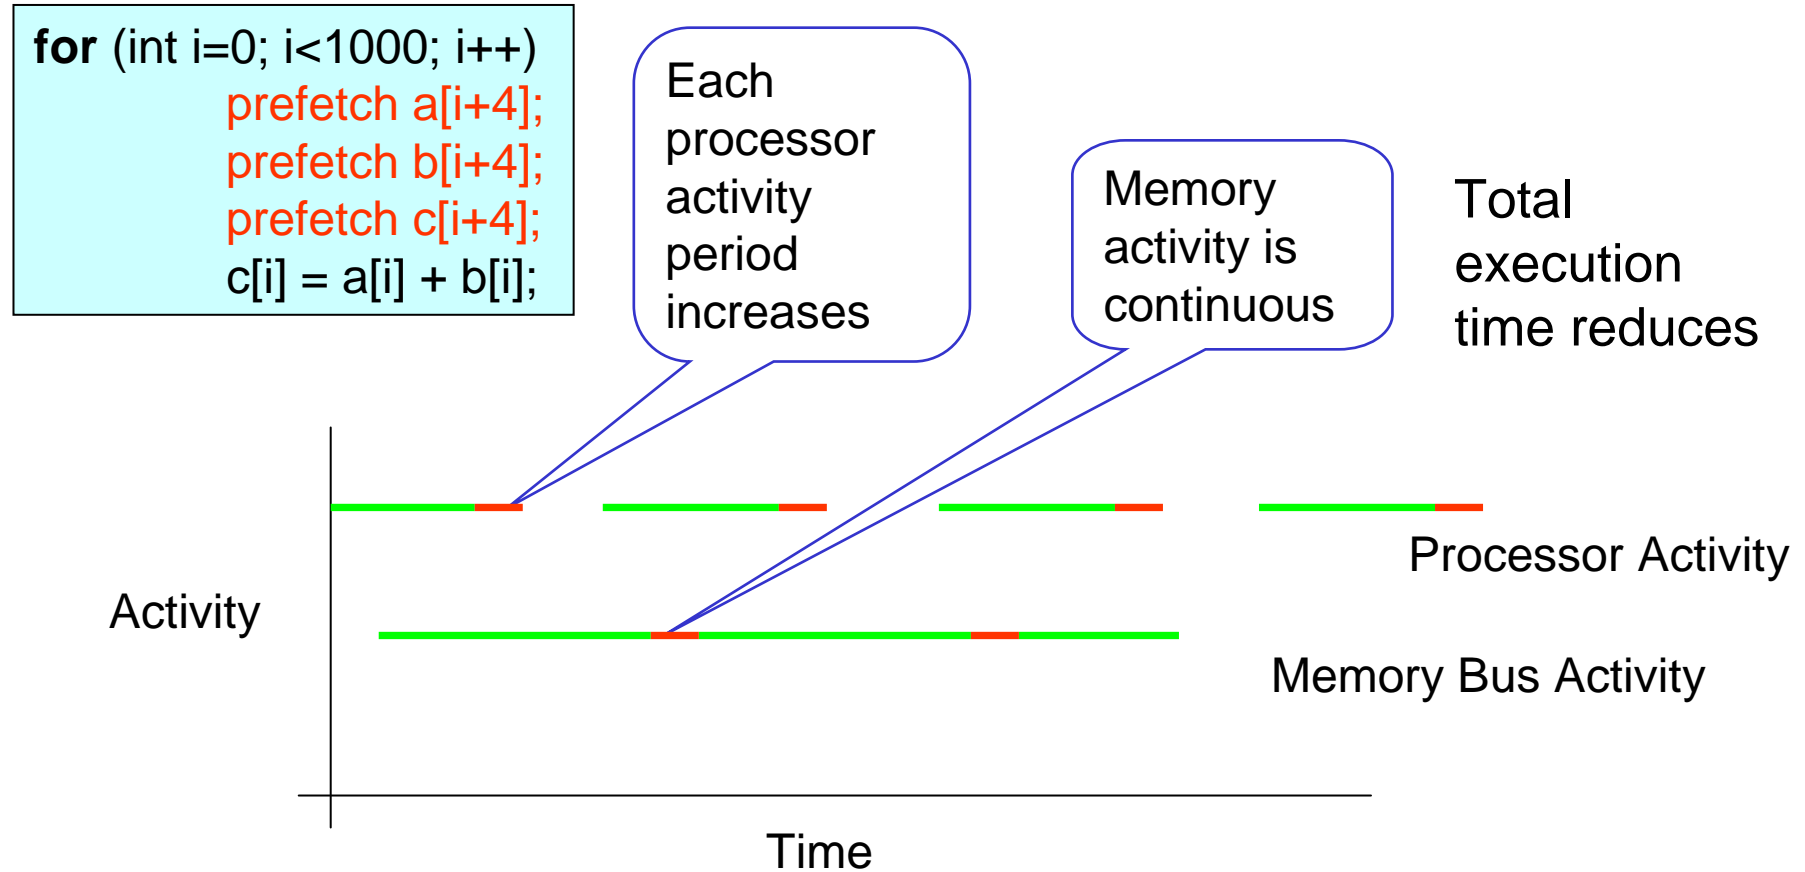 for (int i=0; i<1000; i++)
prefetch a[i+4];
prefetch b[i+4];
prefetch c[i+4];
c[i] = a[i] + b[i];
Each
processor
activity
period
increases
Memory
activity is
continuous
Total
execution
time reduces
Processor Activity
Activity
Memory Bus Activity
Time